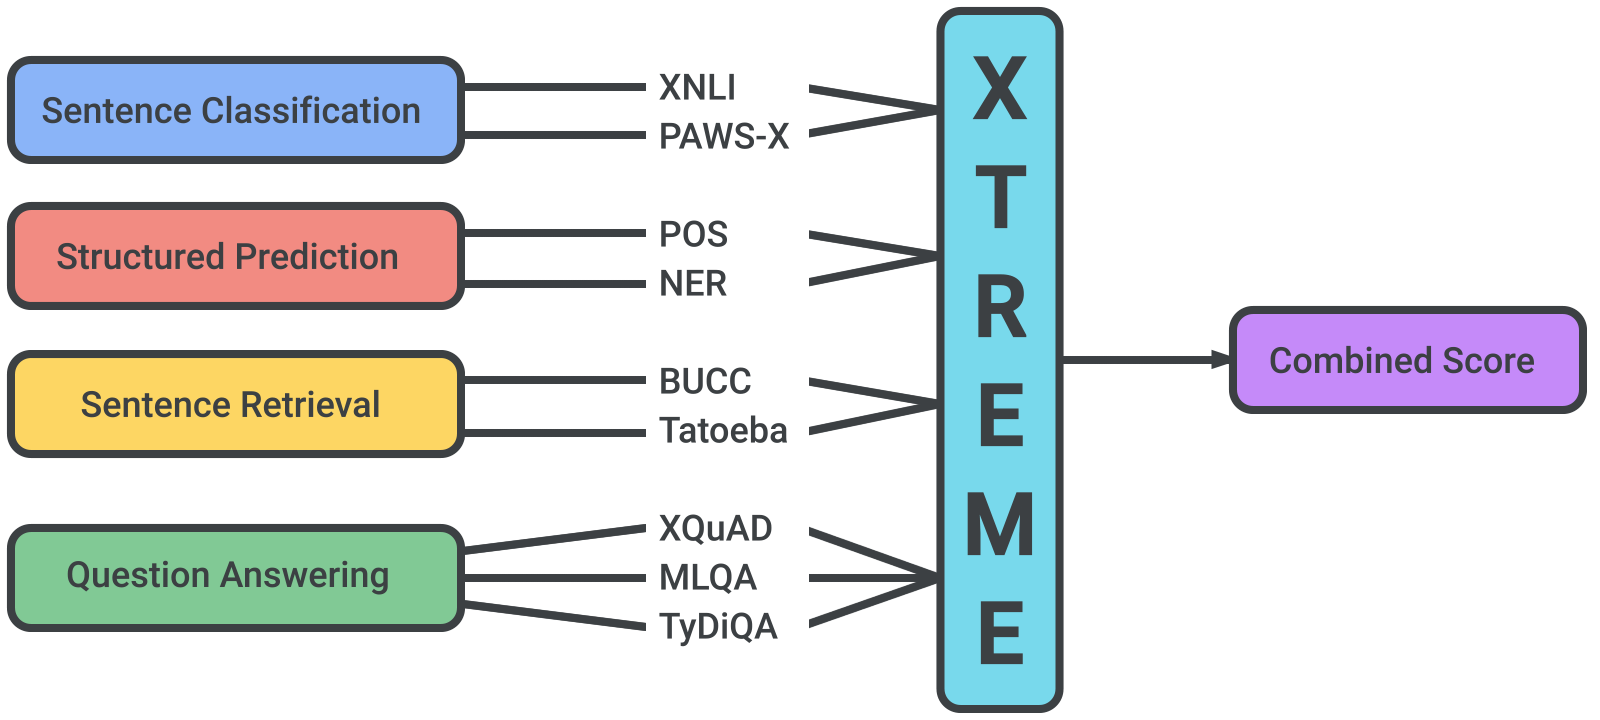 Sentence Classification
XNLI
PAWS-X
Structured Prediction
POS
NER
Sentence Retrieval
BUCC
Tatoeba
Question Answering
XQuAD
MLQA
TyDiQA
X
T
R
E
M
E
Combined Score